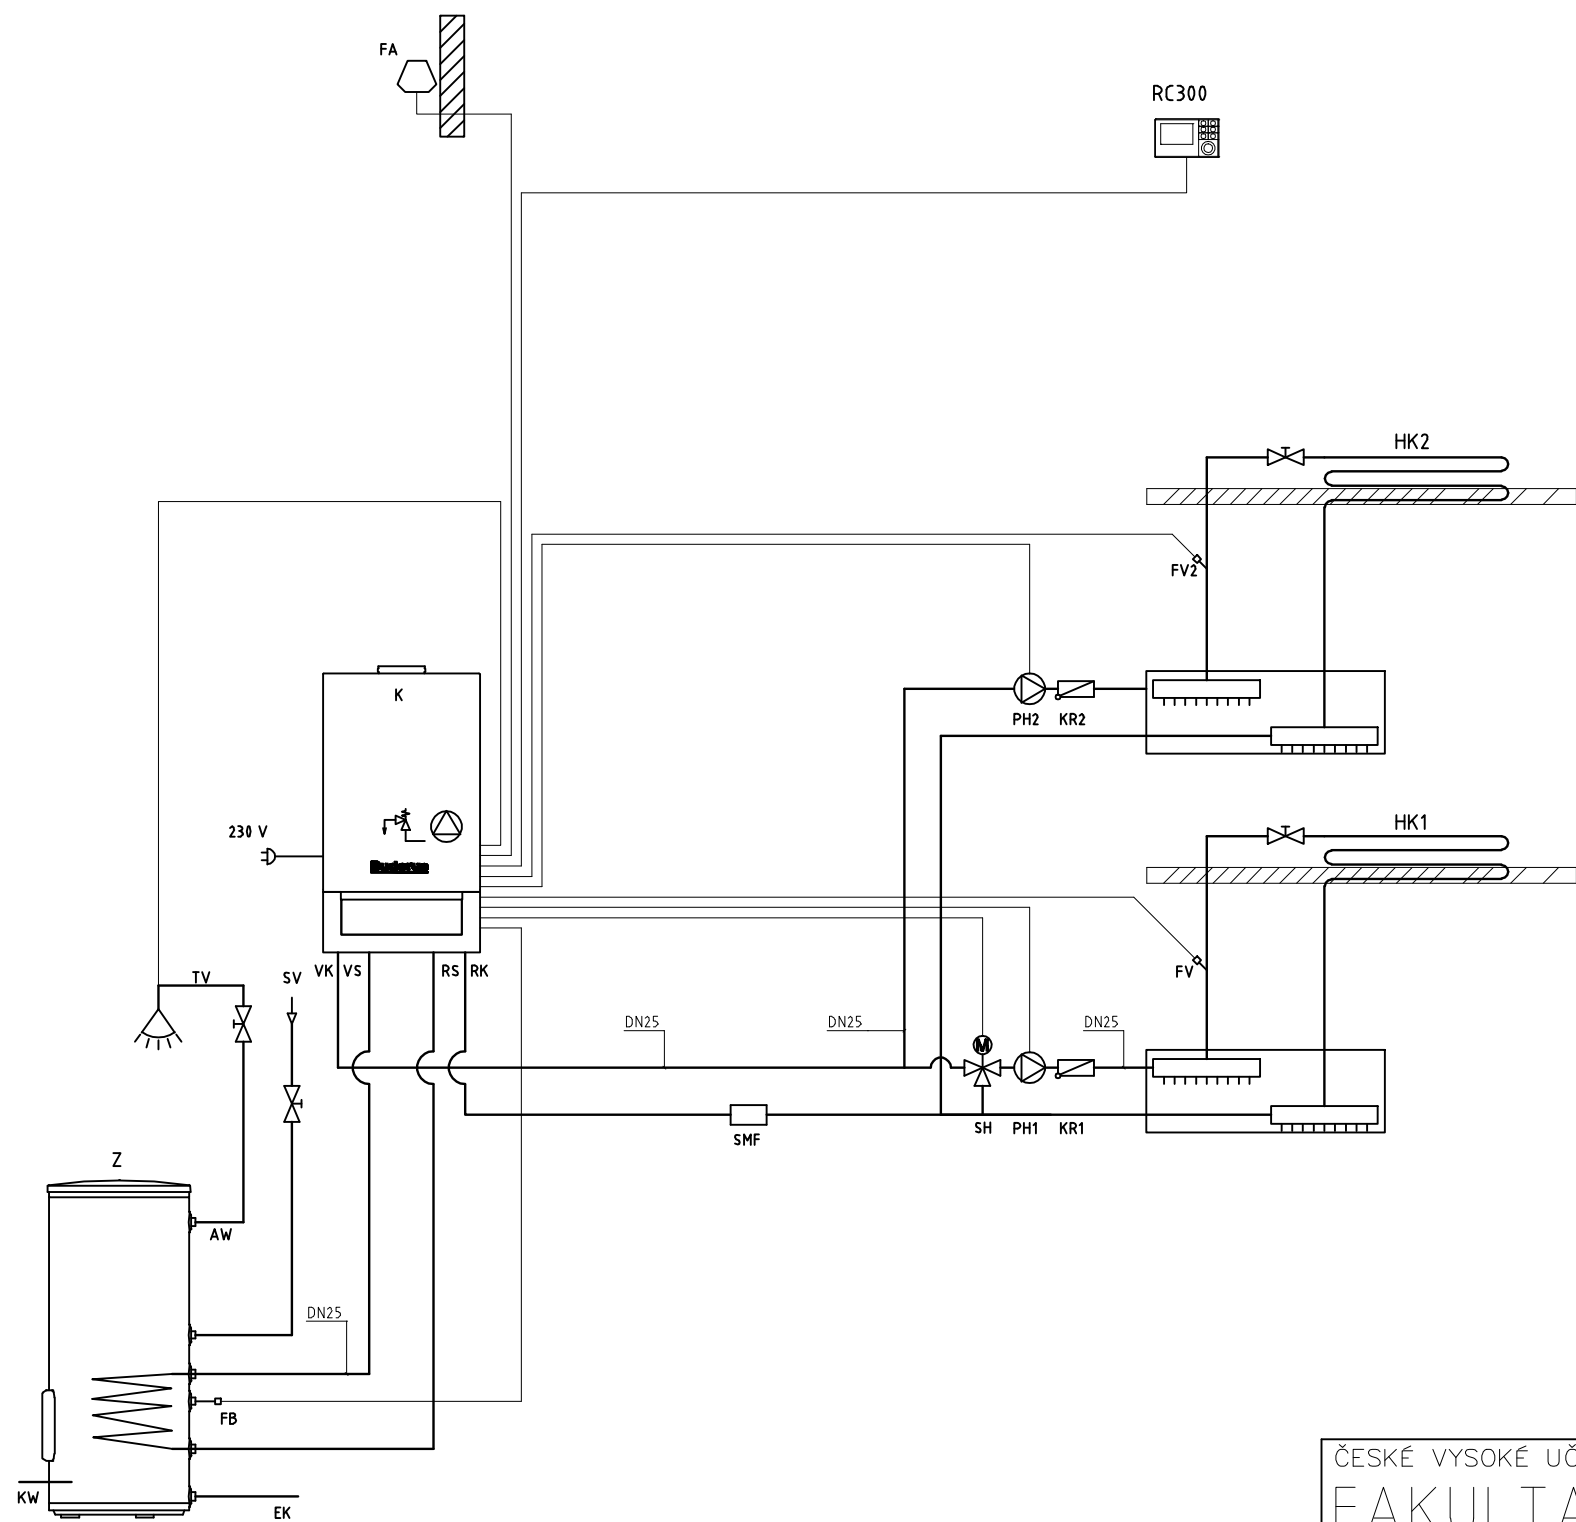 FA
RC300
HK2
FV2
K
PH2 KR2
230 V
Buderus
HK1
TV
SV
VK VS RS RK
FV
DN25 DN25 DN25
M
SMF
SH PH1 KR1
Z
AW
DN25
FB
KW
EK
ČESKÉ VYSOKÉ UČ
FAKULTA